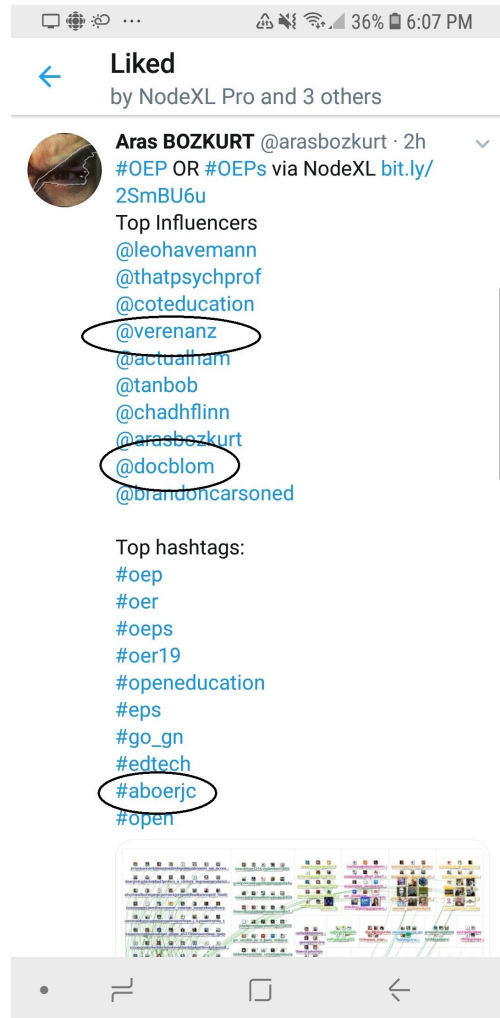 36% 6:07 PM
Liked
by NodeXL Pro and 3 others
Aras BOZKURT @arasbozkurt · 2h
#OEP OR #OEPs via NodeXL bit.ly/
2SmBU6u
Top Influencers
@leohavemann
@thatpsychprof
@coteducation
@verenanz
@actualham
@tanbob
@chadhflinn
@arasbozkurt
@docblom
@brandoncarsoned
Top hashtags:
#oep
#oer
#oeps
#oer19
#openeducation
#eps
#go_gn
#edtech
#aboerjc
#open